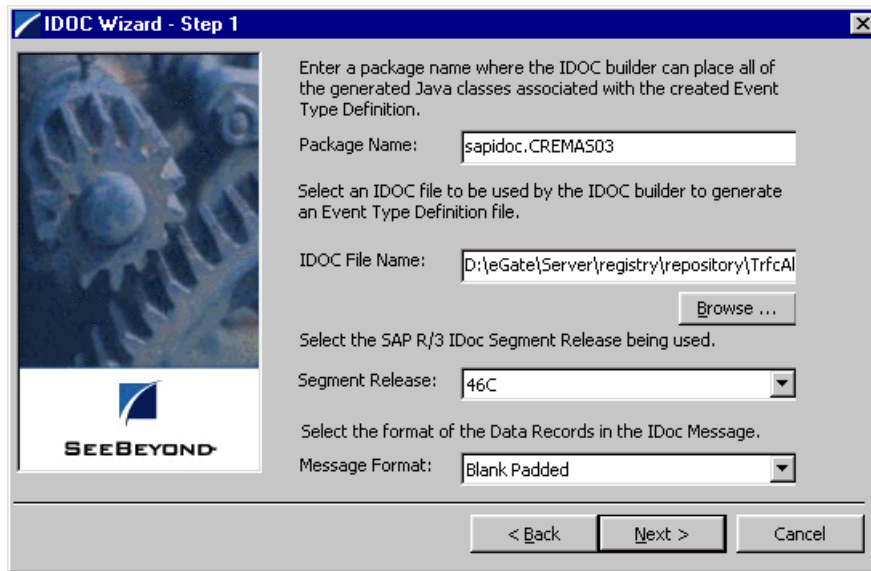 IDOC Wizard - Step 1
Enter a package name where the IDOC builder can place all of
the generated Java classes associated with the created Event
Type Definition.
Package Name:
sapidoc.CREMAS03
Select an IDOC file to be used by the IDOC builder to generate
an Event Type Definition file.
IDOC File Name:
D:\eGate\Server\registry\repository\TrfcAl
Browse ...
Select the SAP R/3 IDoc Segment Release being used.
Segment Release:
46C
Select the format of the Data Records in the IDoc Message.
Message Format:
Blank Padded
SEEBEYOND
< Back
Next >
Cancel